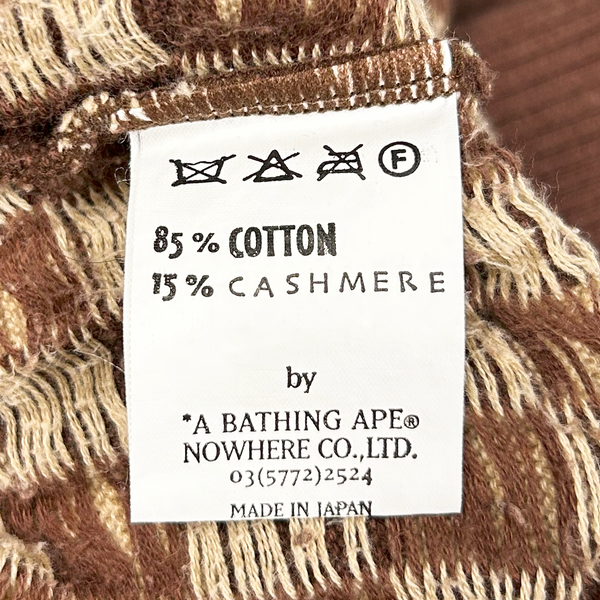 F
85% COTTON
15% CASHMERE
by
*A BATHING APE®
NOWHERE CO.,LTD.
03(5772)2524
MADE IN JAPAN